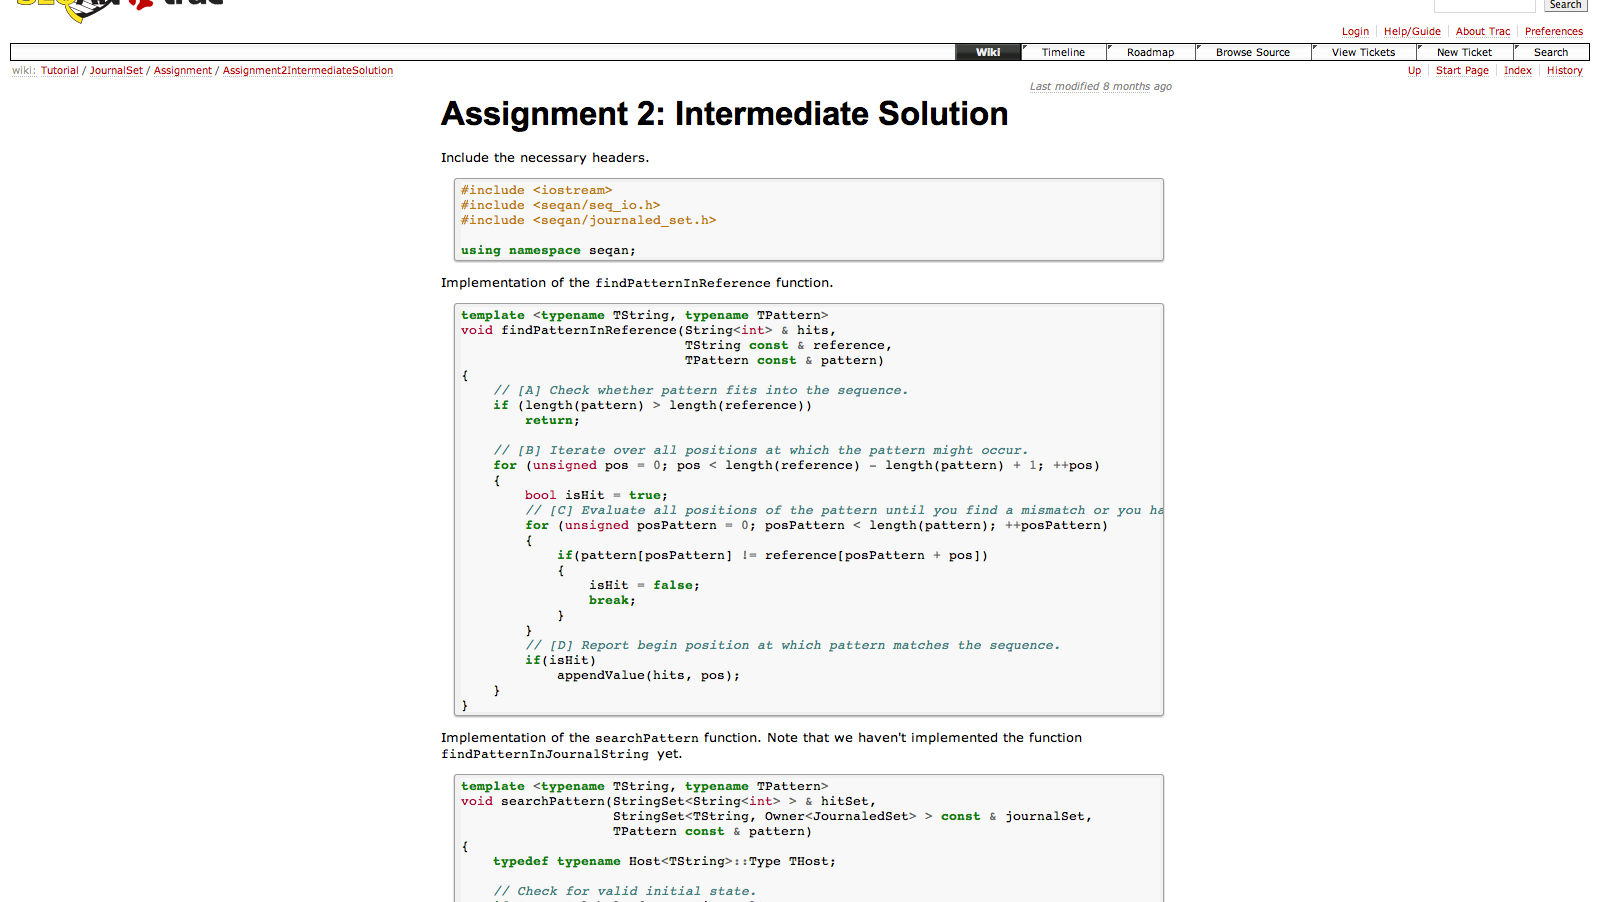 Search
Login Help/Guide About Trac Preferences
Wiki Timeline Roadmap Browse Source View Tickets New Ticket Search
wiki: Tutorial / JournalSet / Assignment / Assignment2IntermediateSolution
Up Start Page Index History
Last modified 8 months ago
Assignment 2: Intermediate Solution
Include the necessary headers.
#include <iostream>
#include <seqan/seq_io.h>
#include <seqan/journaled_set.h>
using namespace seqan;
Implementation of the findPatternInReference function.
template <typename TString, typename TPattern>
void findPatternInReference(String<int> & hits,
TString const & reference,
TPattern const & pattern)
{
// [A] Check whether pattern fits into the sequence.
if (length(pattern) > length(reference))
return;
// [B] Iterate over all positions at which the pattern might occur.
for (unsigned pos = 0; pos < length(reference) - length(pattern) + 1; ++pos)
{
bool isHit = true;
// [C] Evaluate all positions of the pattern until you find a mismatch or you ha
for (unsigned posPattern = 0; posPattern < length(pattern); ++posPattern)
{
if(pattern[posPattern] != reference[posPattern + pos])
{
isHit = false;
break;
}
}
// [D] Report begin position at which pattern matches the sequence.
if(isHit)
appendValue(hits, pos);
}
}
Implementation of the searchPattern function. Note that we haven't implemented the function
findPatternInJournalString yet.
template <typename TString, typename TPattern>
void searchPattern(StringSet<String<int> > & hitSet,
StringSet<TString, Owner<JournaledSet> > const & journalSet,
TPattern const & pattern)
{
typedef typename Host<TString>::Type THost;
// Check for valid initial state.